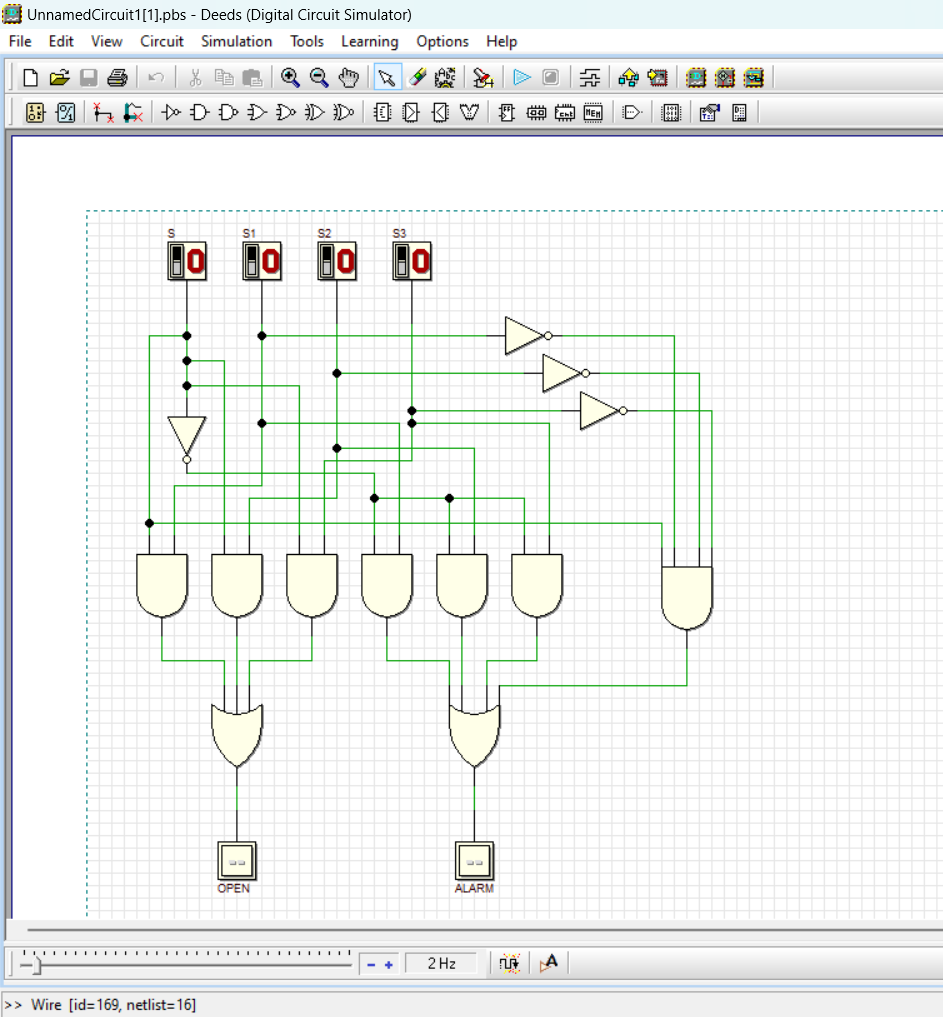 UnnamedCircuit1[1].pbs - Deeds (Digital Circuit Simulator)
File Edit View Circuit Simulation Tools Learning Options Help
S S1 S2 S3
0 0 0 0
-- --
OPEN ALARM
- + 2 Hz
>> Wire [id=169, netlist=16]